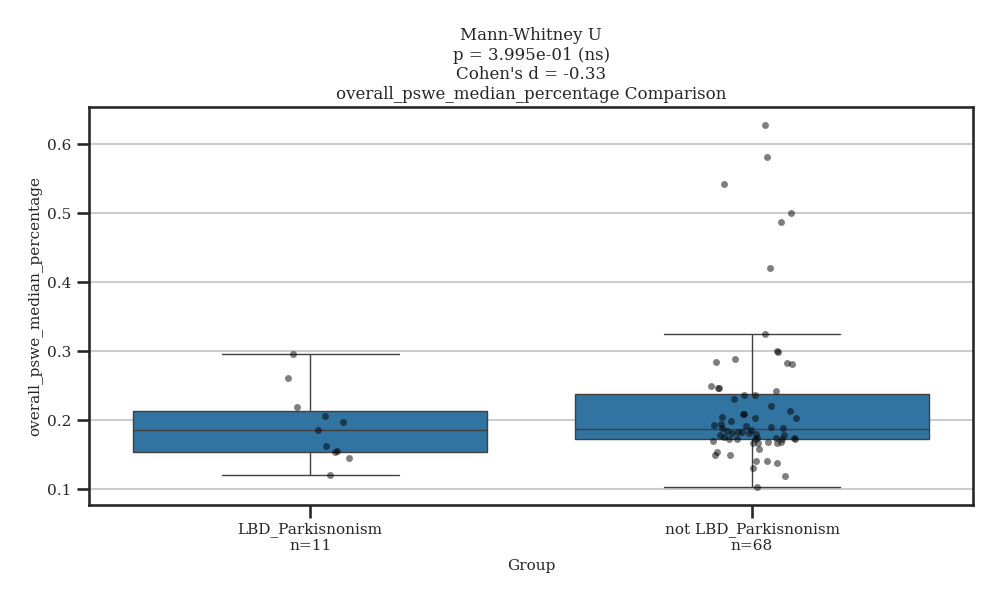 Mann-Whitney U
p = 3.995e-01 (ns)
Cohen's d = -0.33
overall_pswe_median_percentage Comparison
overall_pswe_median_percentage
0.6
0.5
0.4
0.3
0.2
0.1
LBD_Parkisnonism
n=11
not LBD_Parkisnonism
n=68
Group